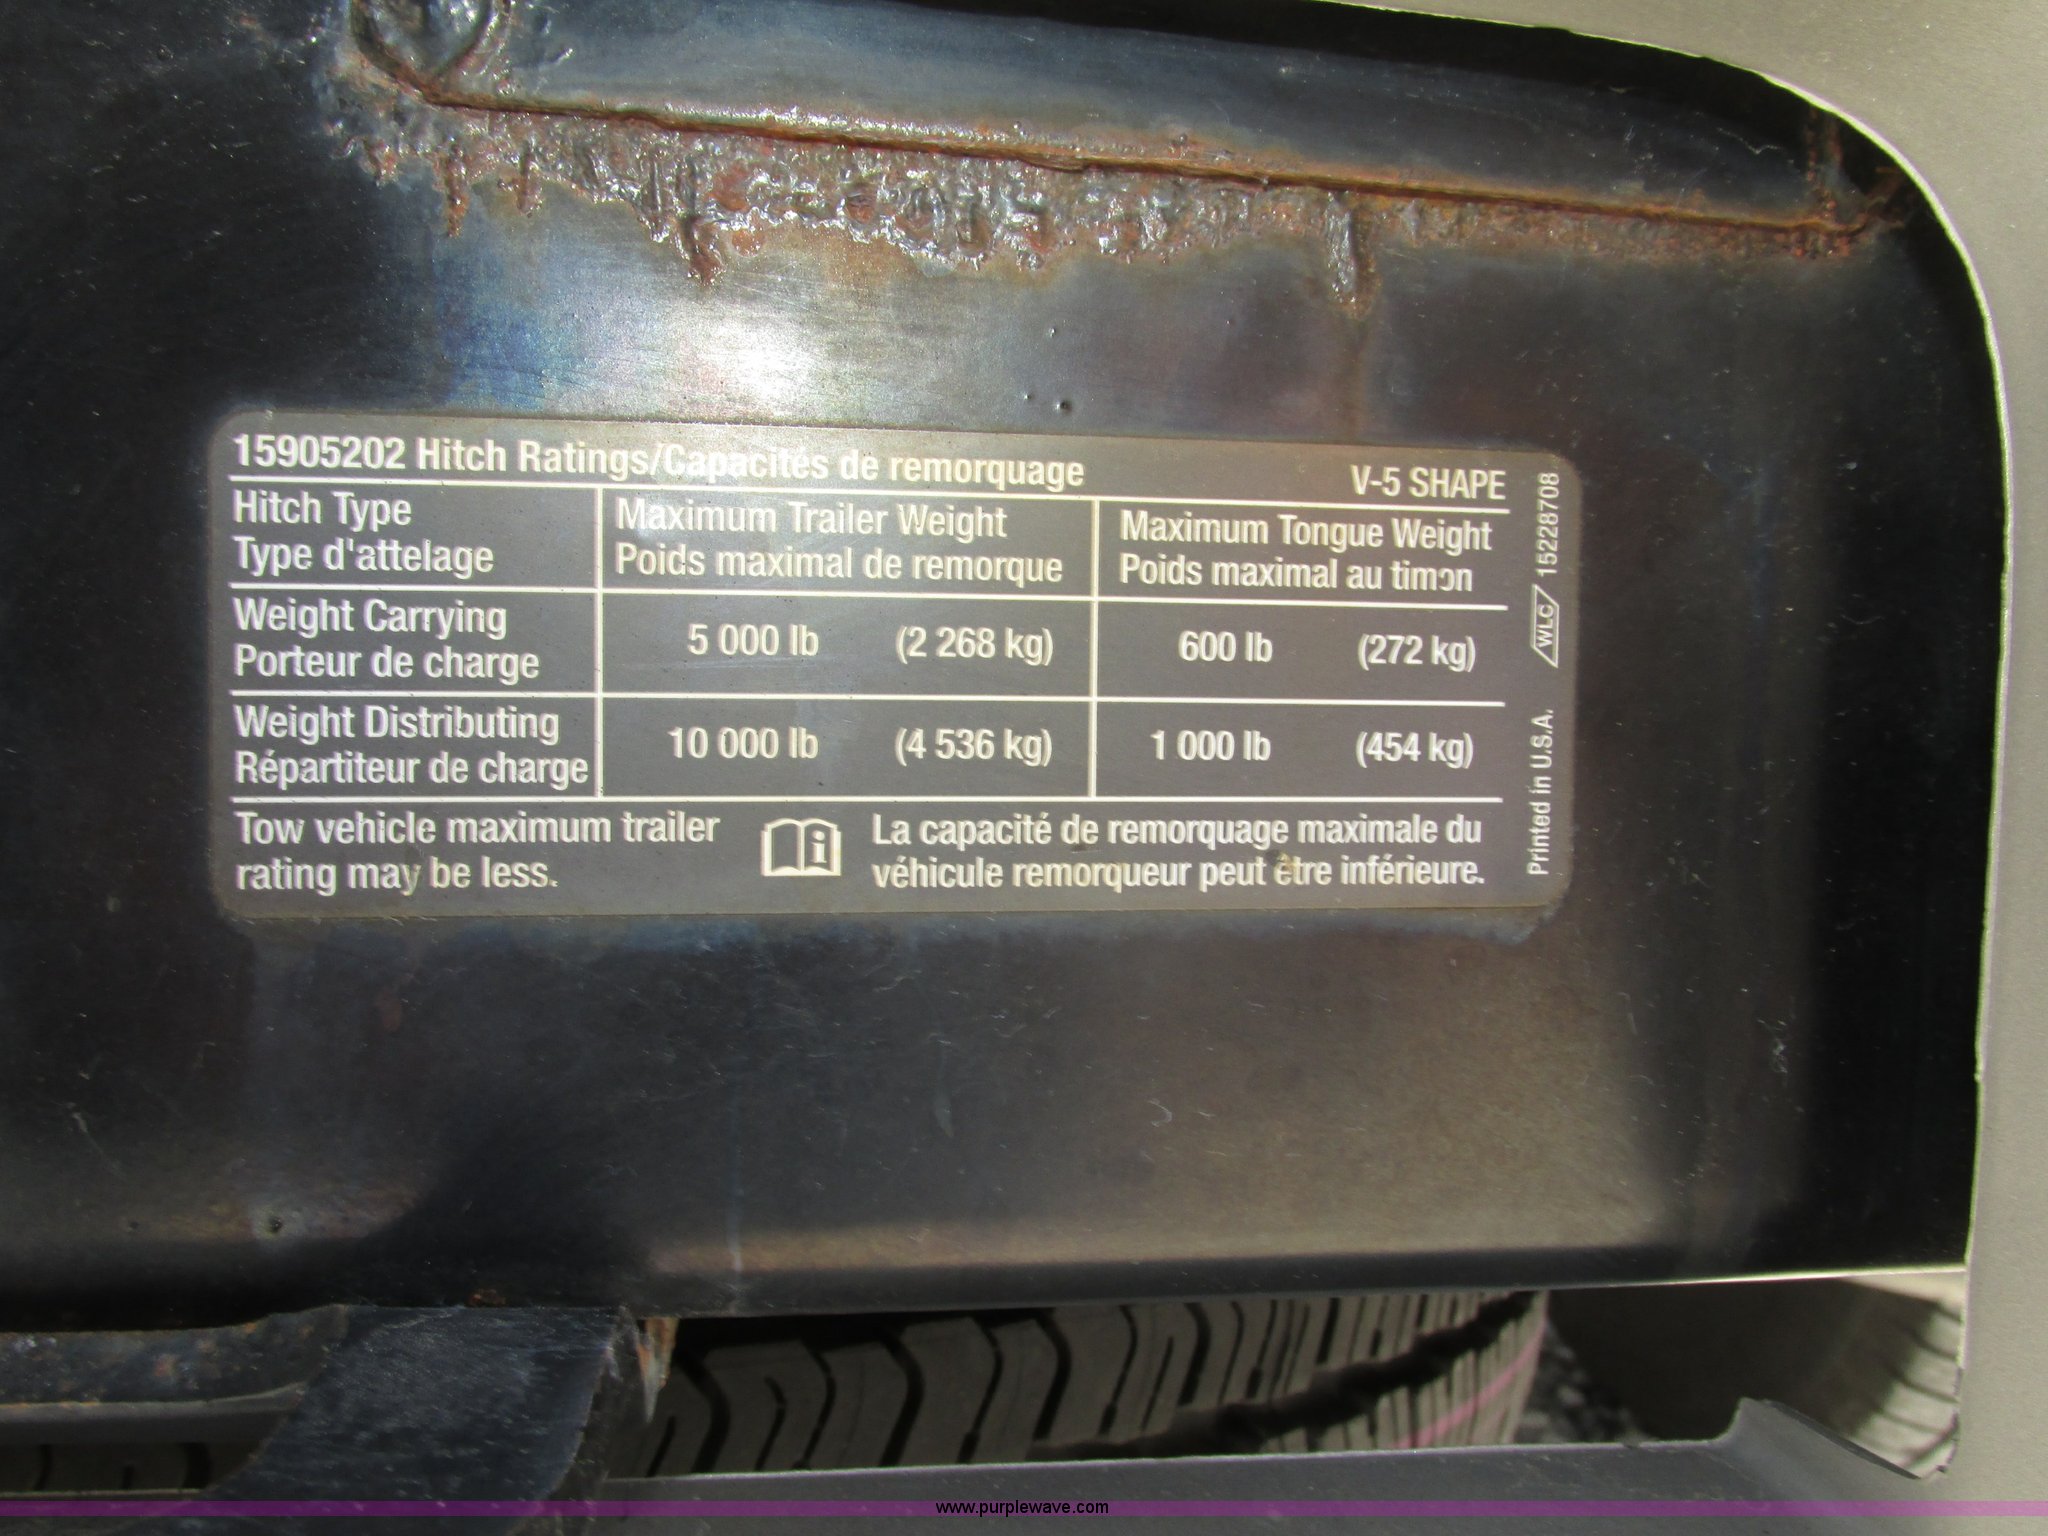 15905202 Hitch Ratings/Capacités de remorquage V-5 SHAPE
Hitch Type
Type d'attelage
Maximum Trailer Weight
Poids maximal de remorque
Maximum Tongue Weight
Poids maximal au timon
Weight Carrying
Porteur de charge
5 000 lb (2 268 kg)
600 lb (272 kg)
Weight Distributing
Répartiteur de charge
10 000 lb (4 536 kg)
1 000 lb (454 kg)
Tow vehicle maximum trailer
rating may be less.
La capacité de remorquage maximale du
véhicule remorqueur peut être inférieure.
Printed in U.S.A. WLC 15228708
www.purplewave.com